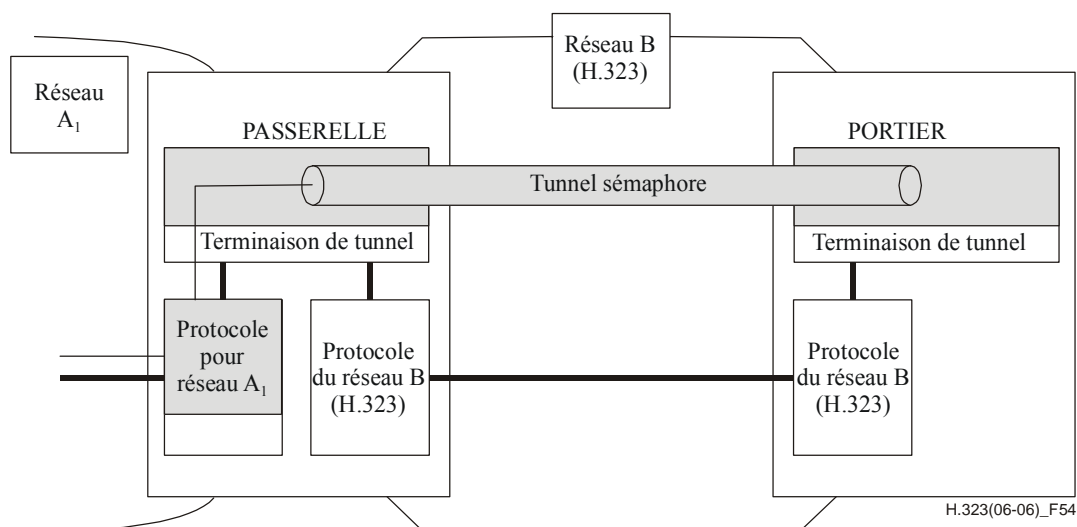 Réseau B
(H.323)
Réseau
A1
PASSERELLE
PORTIER
Tunnel sémaphore
Terminaison de tunnel
Terminaison de tunnel
Protocole
pour
réseau A1
Protocole
du réseau B
(H.323)
Protocole
du réseau B
(H.323)
H.323(06-06)_F54